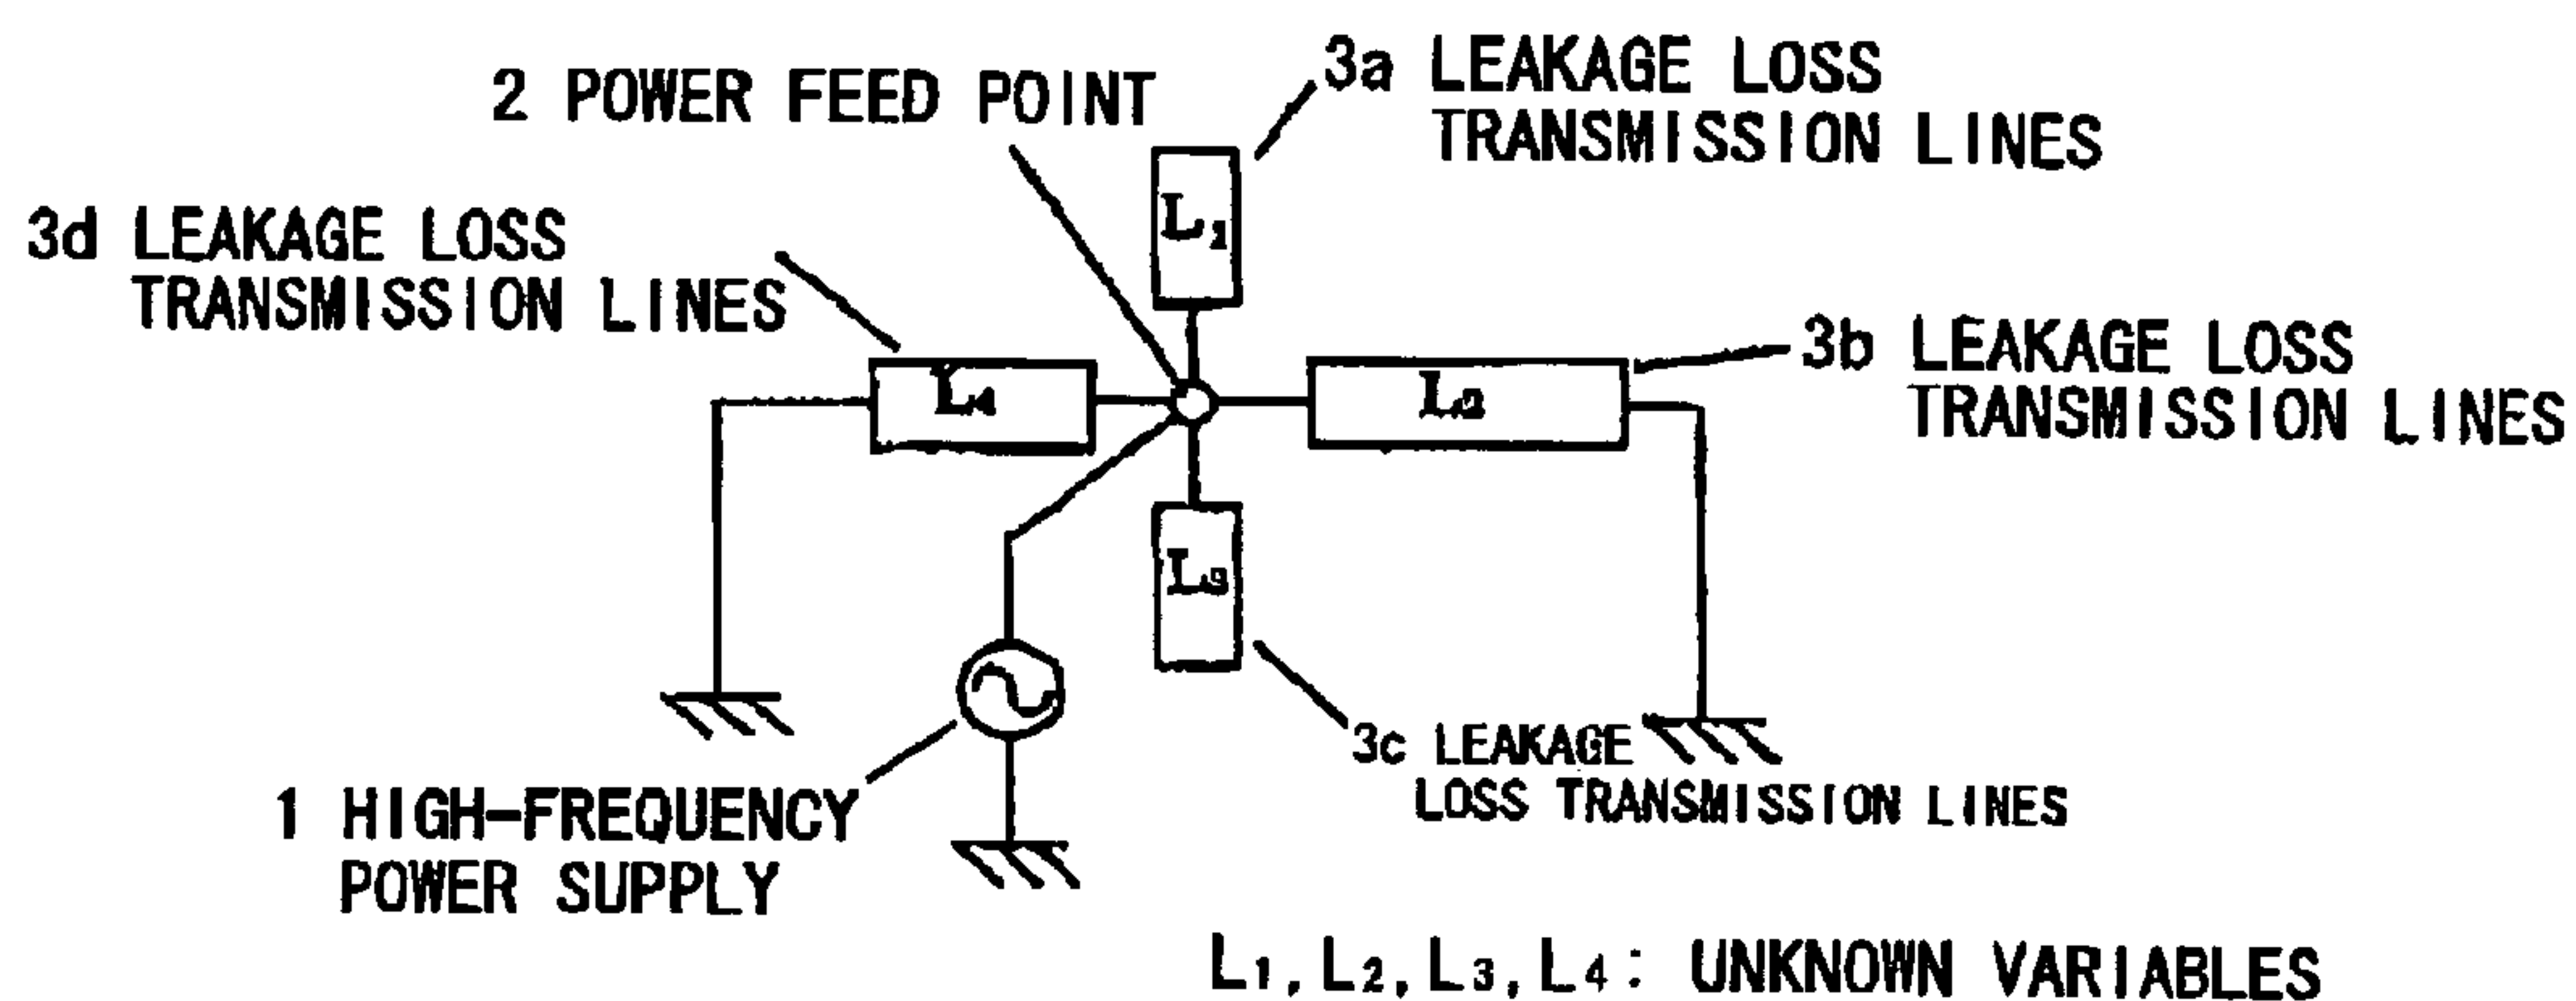 2 POWER FEED POINT
3a LEAKAGE LOSS
TRANSMISSION LINES
3d LEAKAGE LOSS
TRANSMISSION LINES
L1
3b LEAKAGE LOSS
TRANSMISSION LINES
L4
L2
L3
3c LEAKAGE
LOSS TRANSMISSION LINES
1 HIGH-FREQUENCY
POWER SUPPLY
L1, L2, L3, L4: UNKNOWN VARIABLES